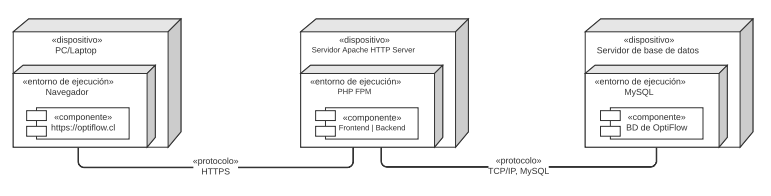 «dispositivo»
PC/Laptop
«entorno de ejecución»
Navegador
«componente»
https://optiflow.cl
«protocolo»
HTTPS
«dispositivo»
Servidor Apache HTTP Server
«entorno de ejecución»
PHP FPM
«componente»
Frontend | Backend
«protocolo»
TCP/IP, MySQL
«dispositivo»
Servidor de base de datos
«entorno de ejecución»
MySQL
«componente»
BD de OptiFlow